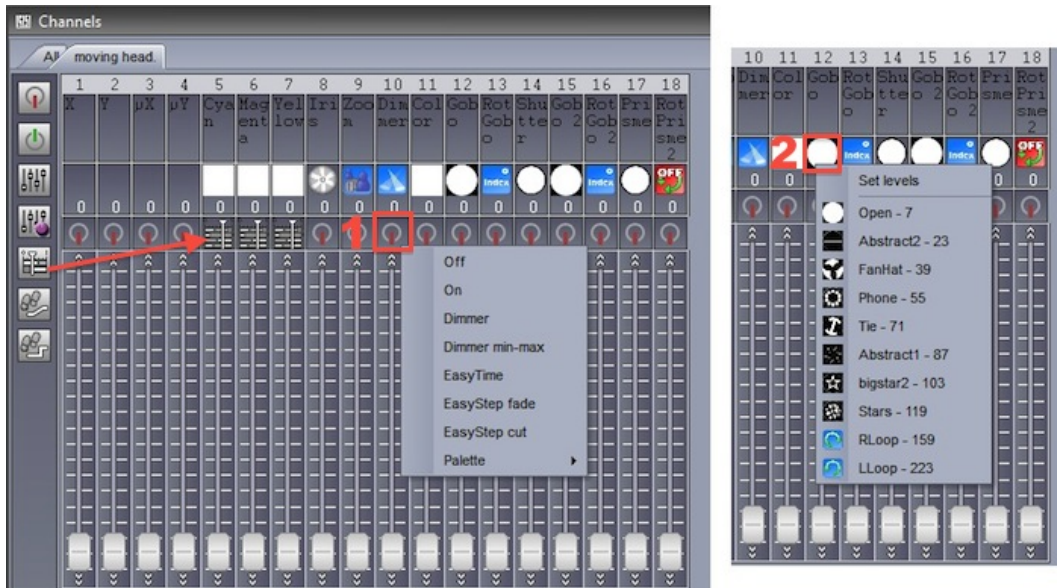 Channels
All
moving head.
1 2 3 4 5 6 7 8 9 10 11 12 13 14 15 16 17 18
X Y µX µY Cyan Magenta Yellow Iris Zoom Dimmer Color Gobo Rot Gobo Shutter Gobo 2 Rot Gobo 2 Prisme Rot Prisme 2
Index Index OFF
0 0 0 0 0 0 0 0 0 0 0 0 0 0 0 0 0 0
1
Off
On
Dimmer
Dimmer min-max
EasyTime
EasyStep fade
EasyStep cut
Palette
10 11 12 13 14 15 16 17 18
Dimmer Color Gobo Rot Gobo Shutter Gobo 2 Rot Gobo 2 Prisme Rot Prisme 2
2
Index Index OFF
0 0
Set levels
Open - 7
Abstract2 - 23
FanHat - 39
Phone - 55
Tie - 71
Abstract1 - 87
bigstar2 - 103
Stars - 119
RLoop - 159
LLoop - 223